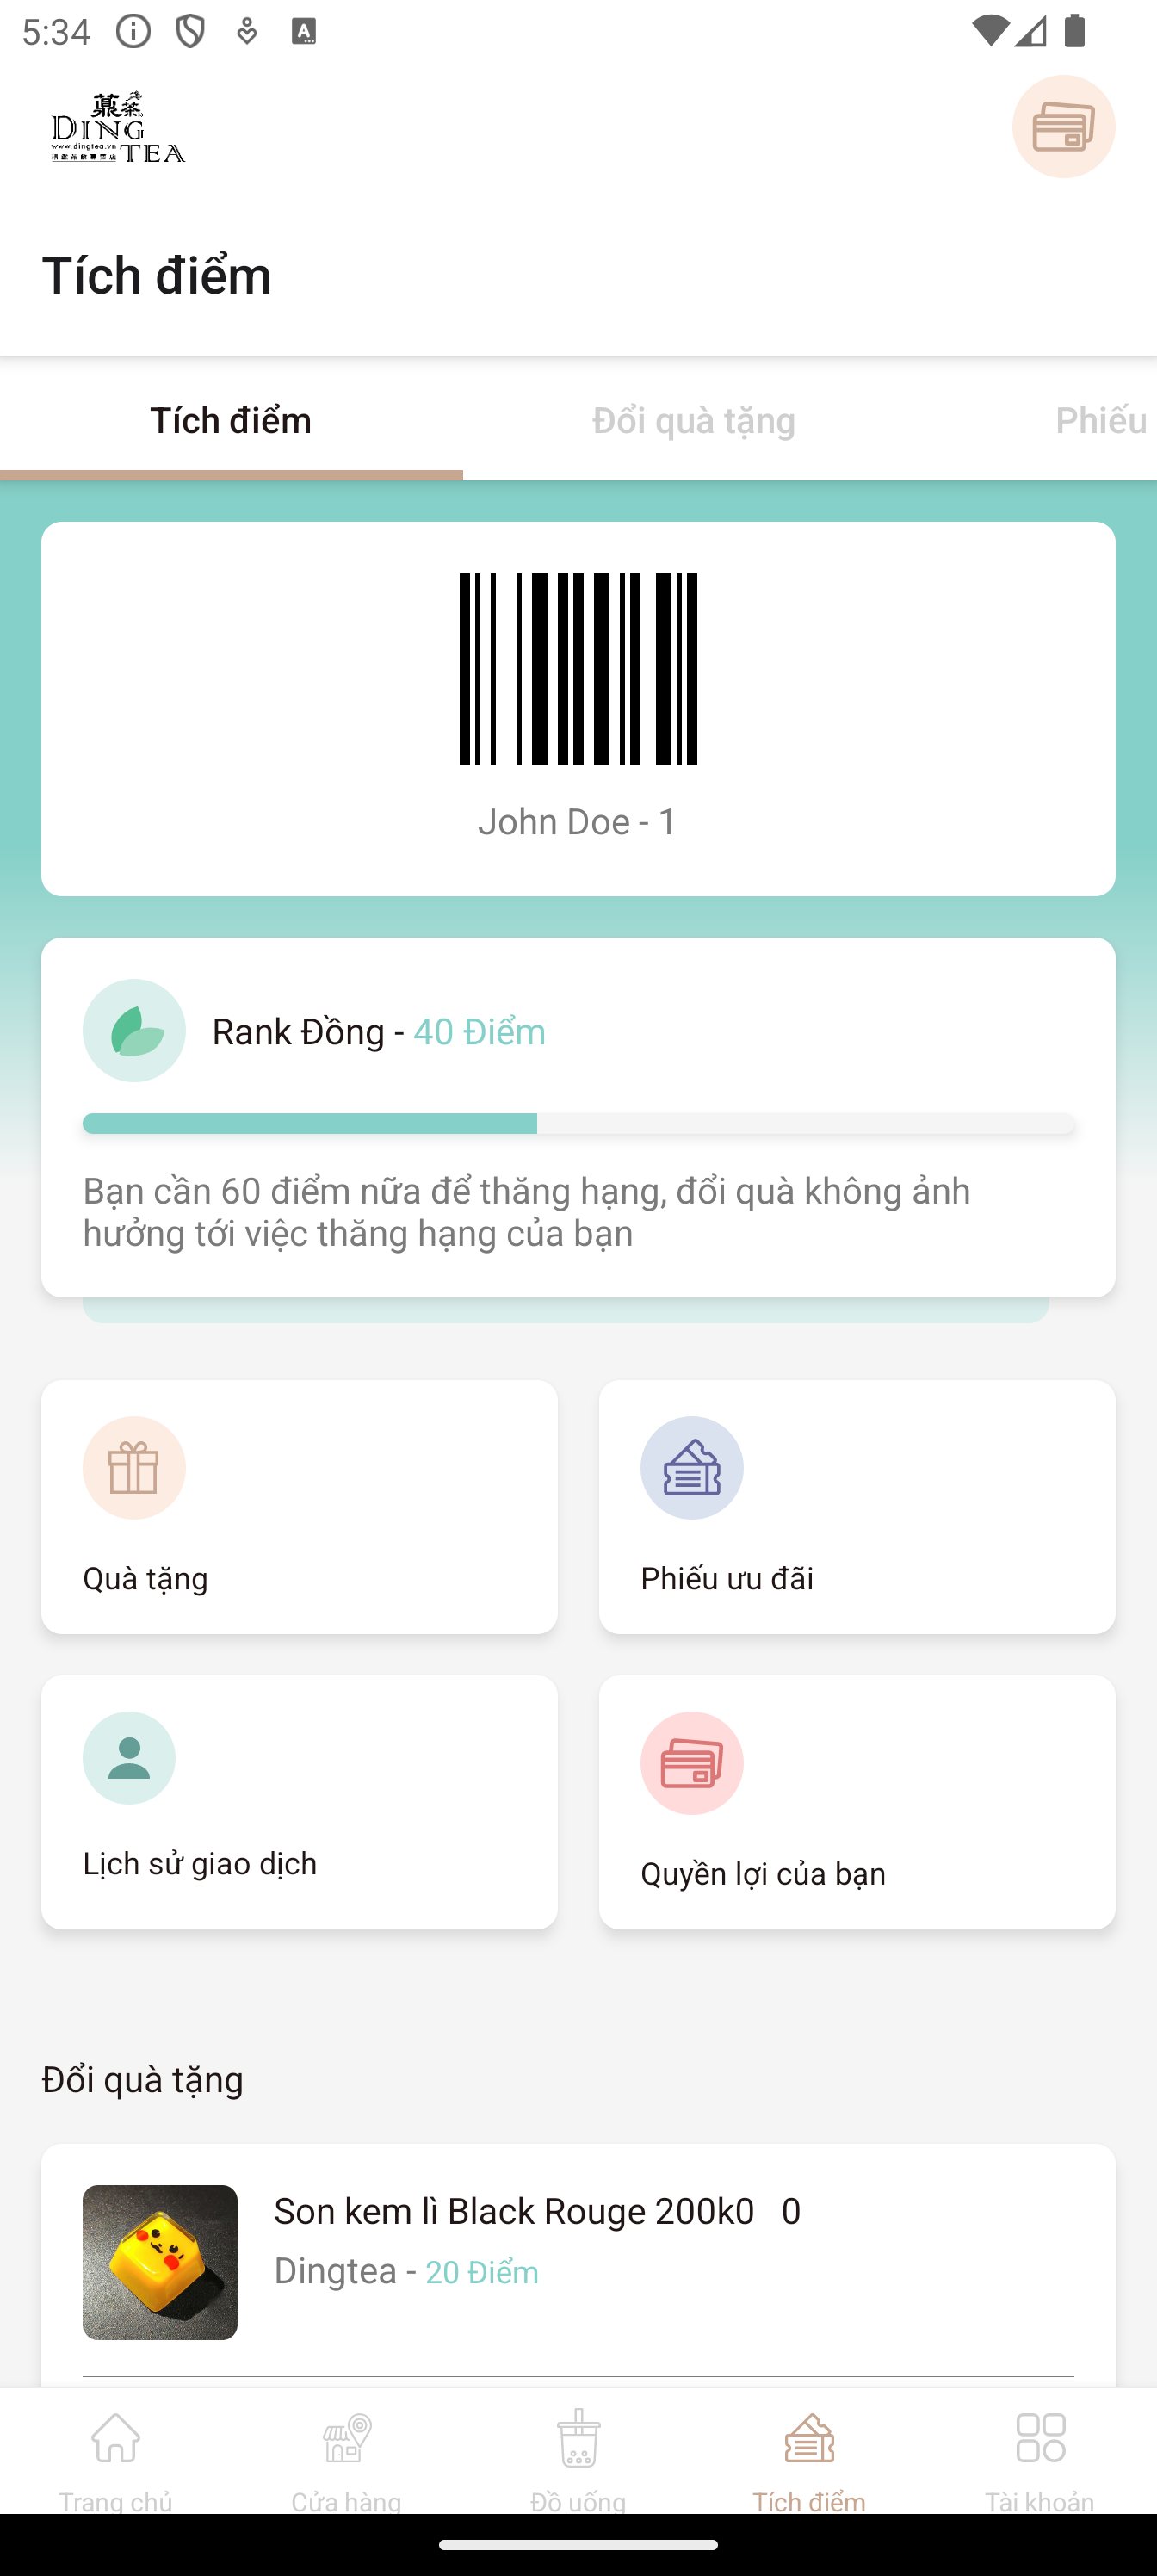 5:34
鼎茶
DING
www.dingtea.vn
TEA
Tích điểm
Tích điểm
Đổi quà tặng
Phiếu
John Doe - 1
Rank Đồng - 40 Điểm
Bạn cần 60 điểm nữa để thăng hạng, đổi quà không ảnh
hưởng tới việc thăng hạng của bạn
Quà tặng
Phiếu ưu đãi
Lịch sử giao dịch
Quyền lợi của bạn
Đổi quà tặng
Son kem lì Black Rouge 200k0 0
Dingtea - 20 Điểm
Trang chủ
Cửa hàng
Đồ uống
Tích điểm
Tài khoản